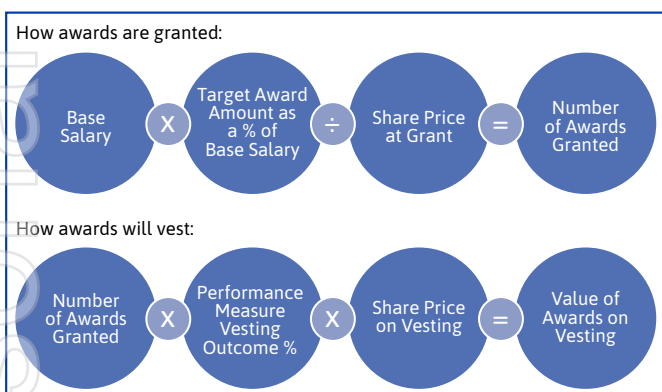 How awards are granted:
Base
Salary
X
Target Award
Amount as
a % of
Base Salary
÷
Share Price
at Grant
=
Number
of Awards
Granted
How awards will vest:
Number
of Awards
Granted
X
Performance
Measure
Vesting
Outcome %
X
Share Price
on Vesting
=
Value of
Awards on
Vesting